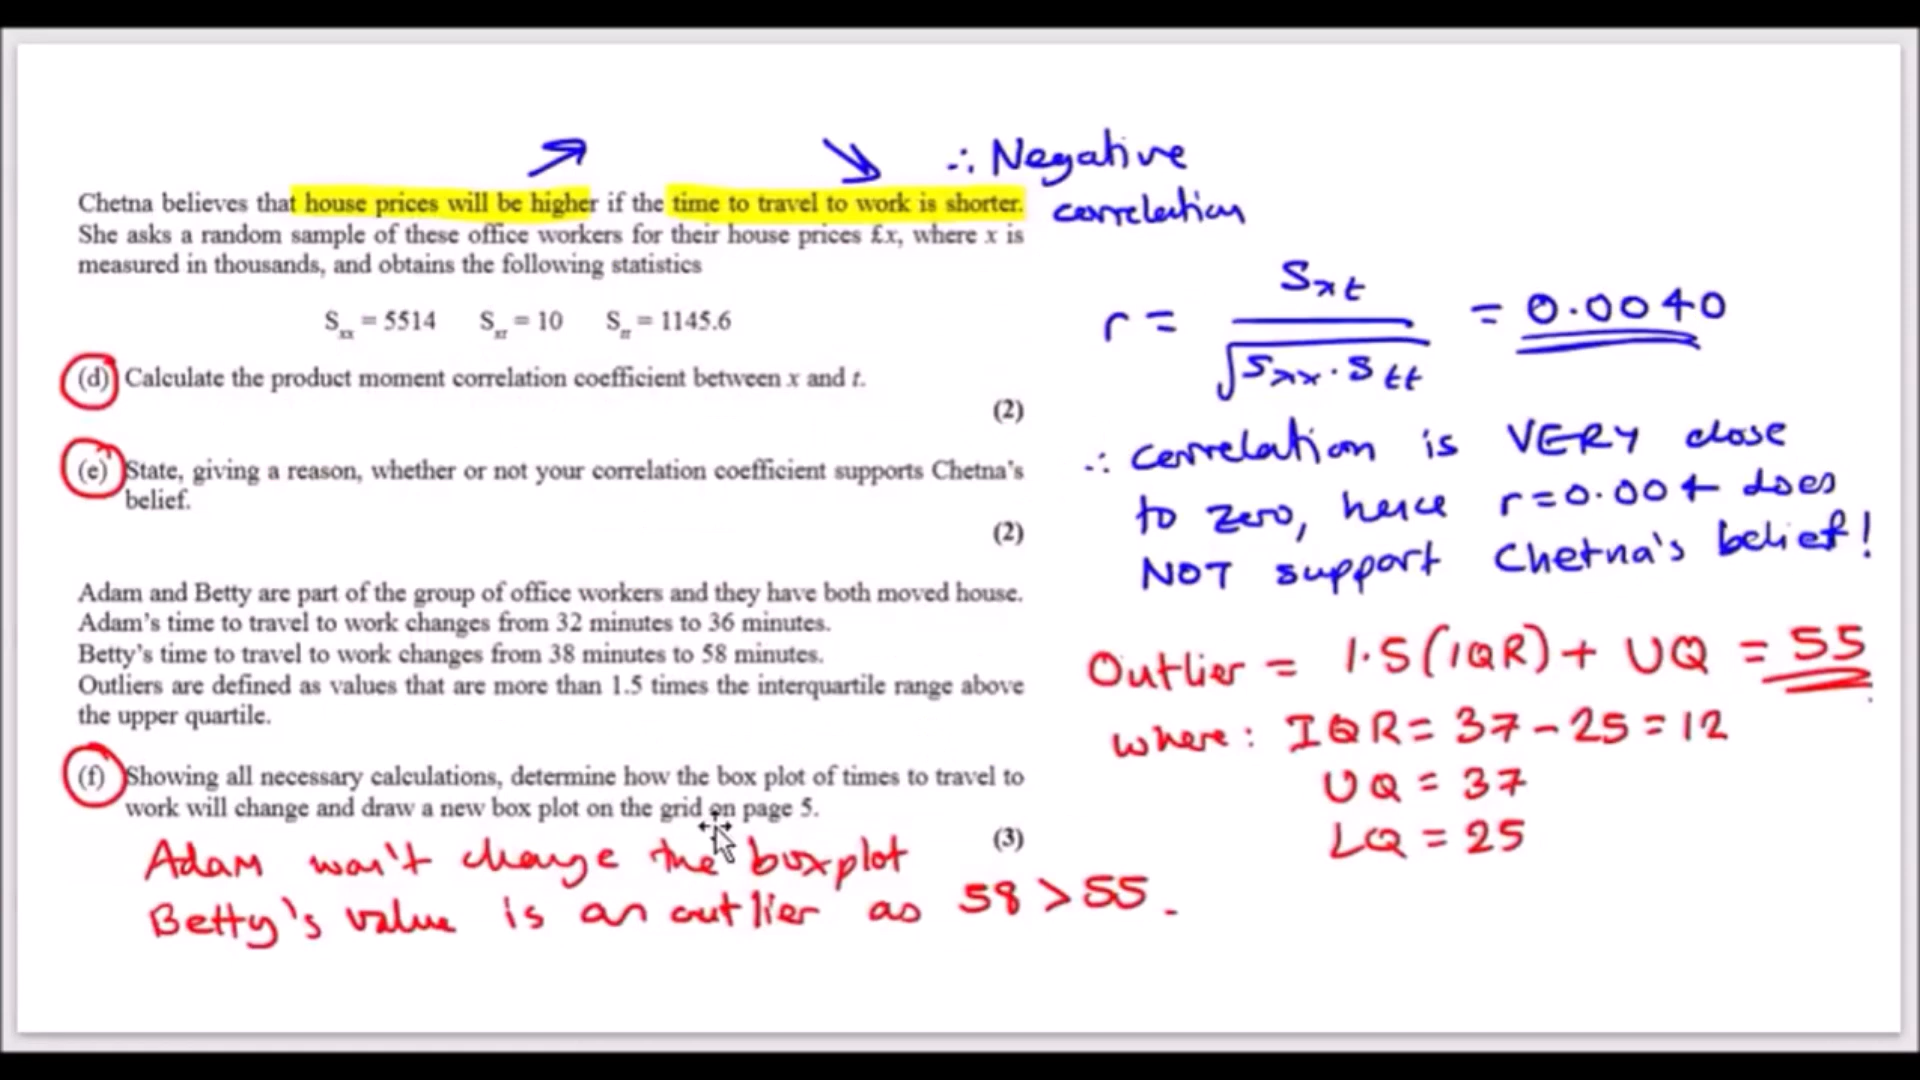 ∴ Negative
correlation
Chetna believes that house prices will be higher if the time to travel to work is shorter.
She asks a random sample of these office workers for their house prices £x, where x is
measured in thousands, and obtains the following statistics
Sxx = 5514 Sxt = 10 Stt = 1145.6
(d) Calculate the product moment correlation coefficient between x and t.
(2)
(e) State, giving a reason, whether or not your correlation coefficient supports Chetna's
belief.
(2)
Adam and Betty are part of the group of office workers and they have both moved house.
Adam's time to travel to work changes from 32 minutes to 36 minutes.
Betty's time to travel to work changes from 38 minutes to 58 minutes.
Outliers are defined as values that are more than 1.5 times the interquartile range above
the upper quartile.
(f) Showing all necessary calculations, determine how the box plot of times to travel to
work will change and draw a new box plot on the grid on page 5.
(3)
Adam won't change the boxplot
Betty's value is an outlier as 58 > 55.
r = Sxt / √Sxx · Stt = 0.0040
∴ correlation is VERY close
to zero, hence r=0.004 does
NOT support Chetna's belief!
Outlier = 1.5(IQR) + UQ = 55
where: IQR = 37 - 25 = 12
UQ = 37
LQ = 25